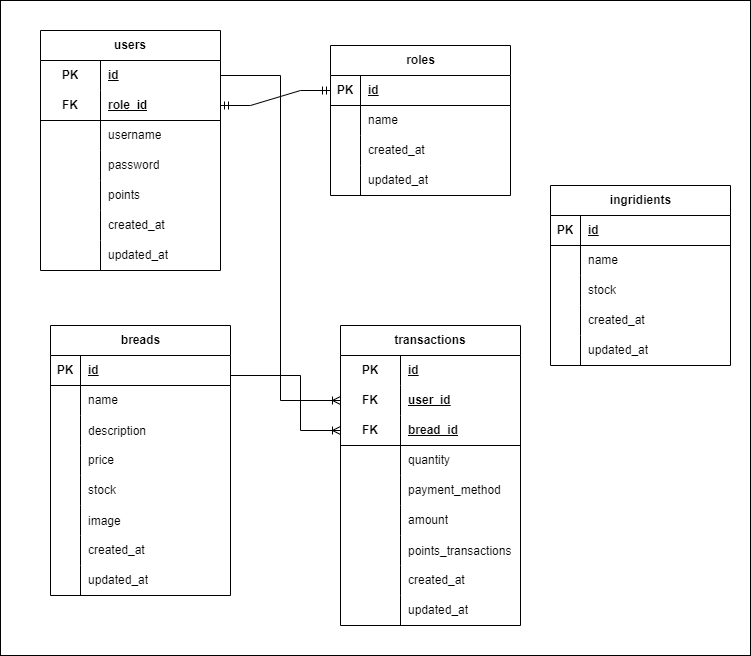 users
PK id
FK role_id
username
password
points
created_at
updated_at
roles
PK id
name
created_at
updated_at
ingridients
PK id
name
stock
created_at
updated_at
breads
PK id
name
description
price
stock
image
created_at
updated_at
transactions
PK id
FK user_id
FK bread_id
quantity
payment_method
amount
points_transactions
created_at
updated_at